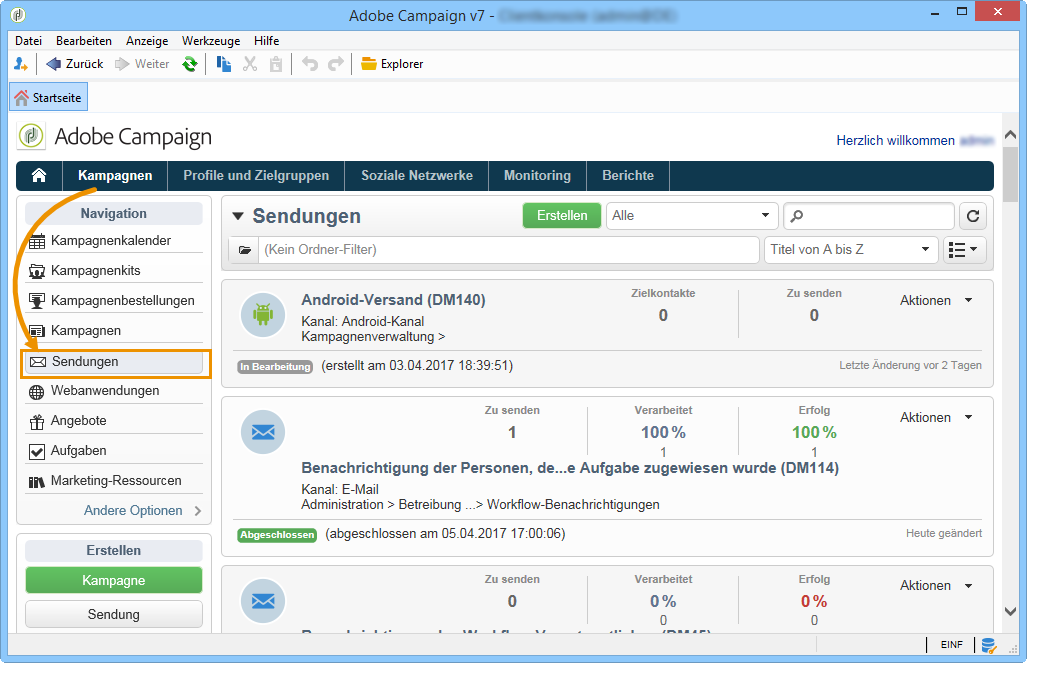 Adobe Campaign v7 -
Datei Bearbeiten Anzeige Werkzeuge Hilfe
Zurück Weiter Explorer
Startseite
Adobe Campaign
Herzlich willkommen
Kampagnen Profile und Zielgruppen Soziale Netzwerke Monitoring Berichte
Navigation
Kampagnenkalender
Kampagnenkits
Kampagnenbestellungen
Kampagnen
Sendungen
Webanwendungen
Angebote
Aufgaben
Marketing-Ressourcen
Andere Optionen
Erstellen
Kampagne
Sendung
Sendungen Erstellen Alle
(Kein Ordner-Filter) Titel von A bis Z
Android-Versand (DM140) Zielkontakte Zu senden Aktionen
0 0
Kanal: Android-Kanal
Kampagnenverwaltung >
In Bearbeitung (erstellt am 03.04.2017 18:39:51) Letzte Änderung vor 2 Tagen
Zu senden Verarbeitet Erfolg Aktionen
1 100 % 100 %
1 1
Benachrichtigung der Personen, de...e Aufgabe zugewiesen wurde (DM114)
Kanal: E-Mail
Administration > Betreibung ...> Workflow-Benachrichtigungen
Abgeschlossen (abgeschlossen am 05.04.2017 17:00:06) Heute geändert
Zu senden Verarbeitet Erfolg Aktionen
0 0 % 0 %
0 0
EINF